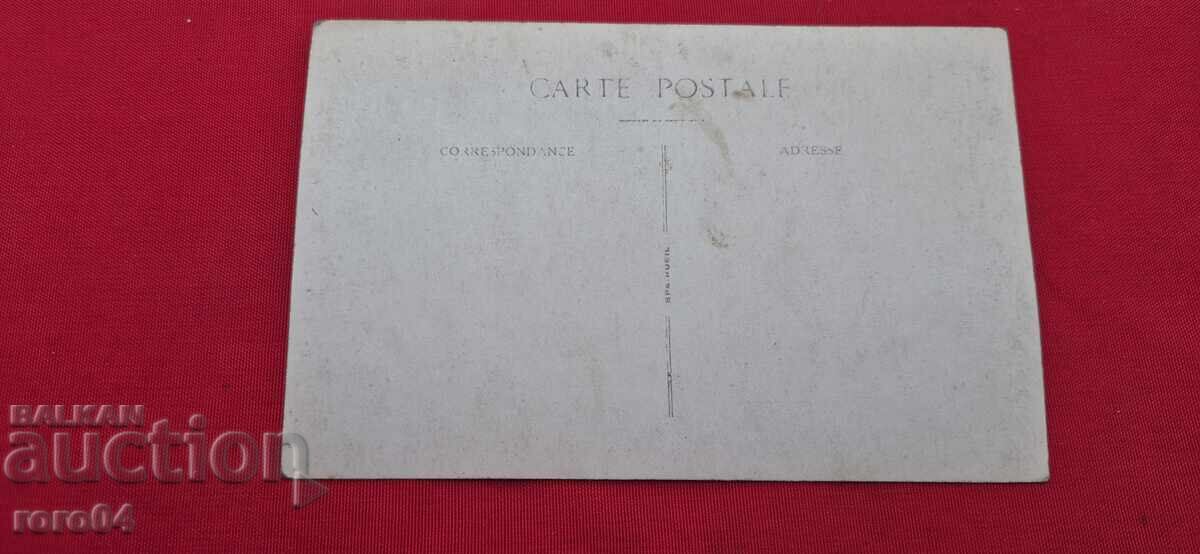 CARTE POSTALE
CORRESPONDANCE
ADRESSE
BALKAN
auction
roro04